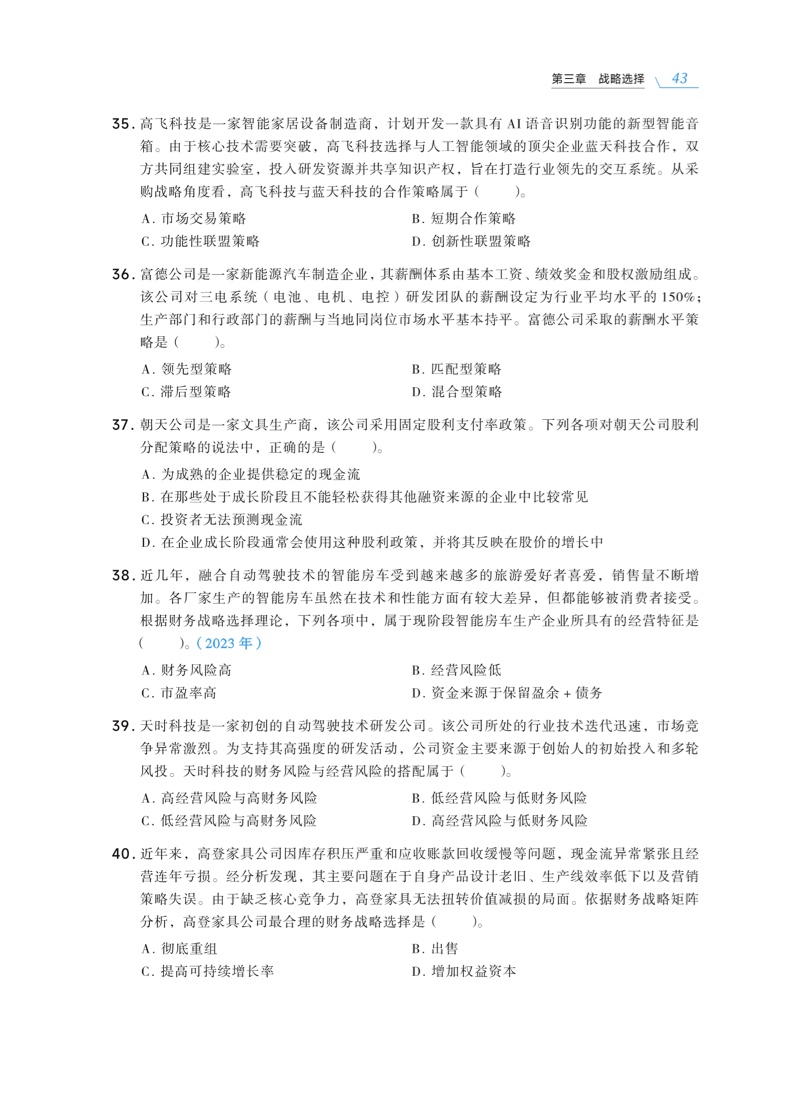 第三章 战略选择 43
35. 高飞科技是一家智能家居设备制造商，计划开发一款具有 AI 语音识别功能的新型智能音
箱。由于核心技术需要突破，高飞科技选择与人工智能领域的顶尖企业蓝天科技合作，双
方共同组建实验室，投入研发资源并共享知识产权，旨在打造行业领先的交互系统。从采
购战略角度看，高飞科技与蓝天科技的合作策略属于（ ）。
A. 市场交易策略 B. 短期合作策略
C. 功能性联盟策略 D. 创新性联盟策略
36. 富德公司是一家新能源汽车制造企业，其薪酬体系由基本工资、绩效奖金和股权激励组成。
该公司对三电系统（电池、电机、电控）研发团队的薪酬设定为行业平均水平的 150%；
生产部门和行政部门的薪酬与当地同岗位市场水平基本持平。富德公司采取的薪酬水平策
略是（ ）。
A. 领先型策略 B. 匹配型策略
C. 滞后型策略 D. 混合型策略
37. 朝天公司是一家文具生产商，该公司采用固定股利支付率政策。下列各项对朝天公司股利
分配策略的说法中，正确的是（ ）。
A. 为成熟的企业提供稳定的现金流
B. 在那些处于成长阶段且不能轻松获得其他融资来源的企业中比较常见
C. 投资者无法预测现金流
D. 在企业成长阶段通常会使用这种股利政策，并将其反映在股价的增长中
38. 近几年，融合自动驾驶技术的智能房车受到越来越多的旅游爱好者喜爱，销售量不断增
加。各厂家生产的智能房车虽然在技术和性能方面有较大差异，但都能够被消费者接受。
根据财务战略选择理论，下列各项中，属于现阶段智能房车生产企业所具有的经营特征是
（ ）。（2023 年）
A. 财务风险高 B. 经营风险低
C. 市盈率高 D. 资金来源于保留盈余 + 债务
39. 天时科技是一家初创的自动驾驶技术研发公司。该公司所处的行业技术迭代迅速，市场竞
争异常激烈。为支持其高强度的研发活动，公司资金主要来源于创始人的初始投入和多轮
风投。天时科技的财务风险与经营风险的搭配属于（ ）。
A. 高经营风险与高财务风险 B. 低经营风险与低财务风险
C. 低经营风险与高财务风险 D. 高经营风险与低财务风险
40. 近年来，高登家具公司因库存积压严重和应收账款回收缓慢等问题，现金流异常紧张且经
营连年亏损。经分析发现，其主要问题在于自身产品设计老旧、生产线效率低下以及营销
策略失误。由于缺乏核心竞争力，高登家具无法扭转价值减损的局面。依据财务战略矩阵
分析，高登家具公司最合理的财务战略选择是（ ）。
A. 彻底重组 B. 出售
C. 提高可持续增长率 D. 增加权益资本